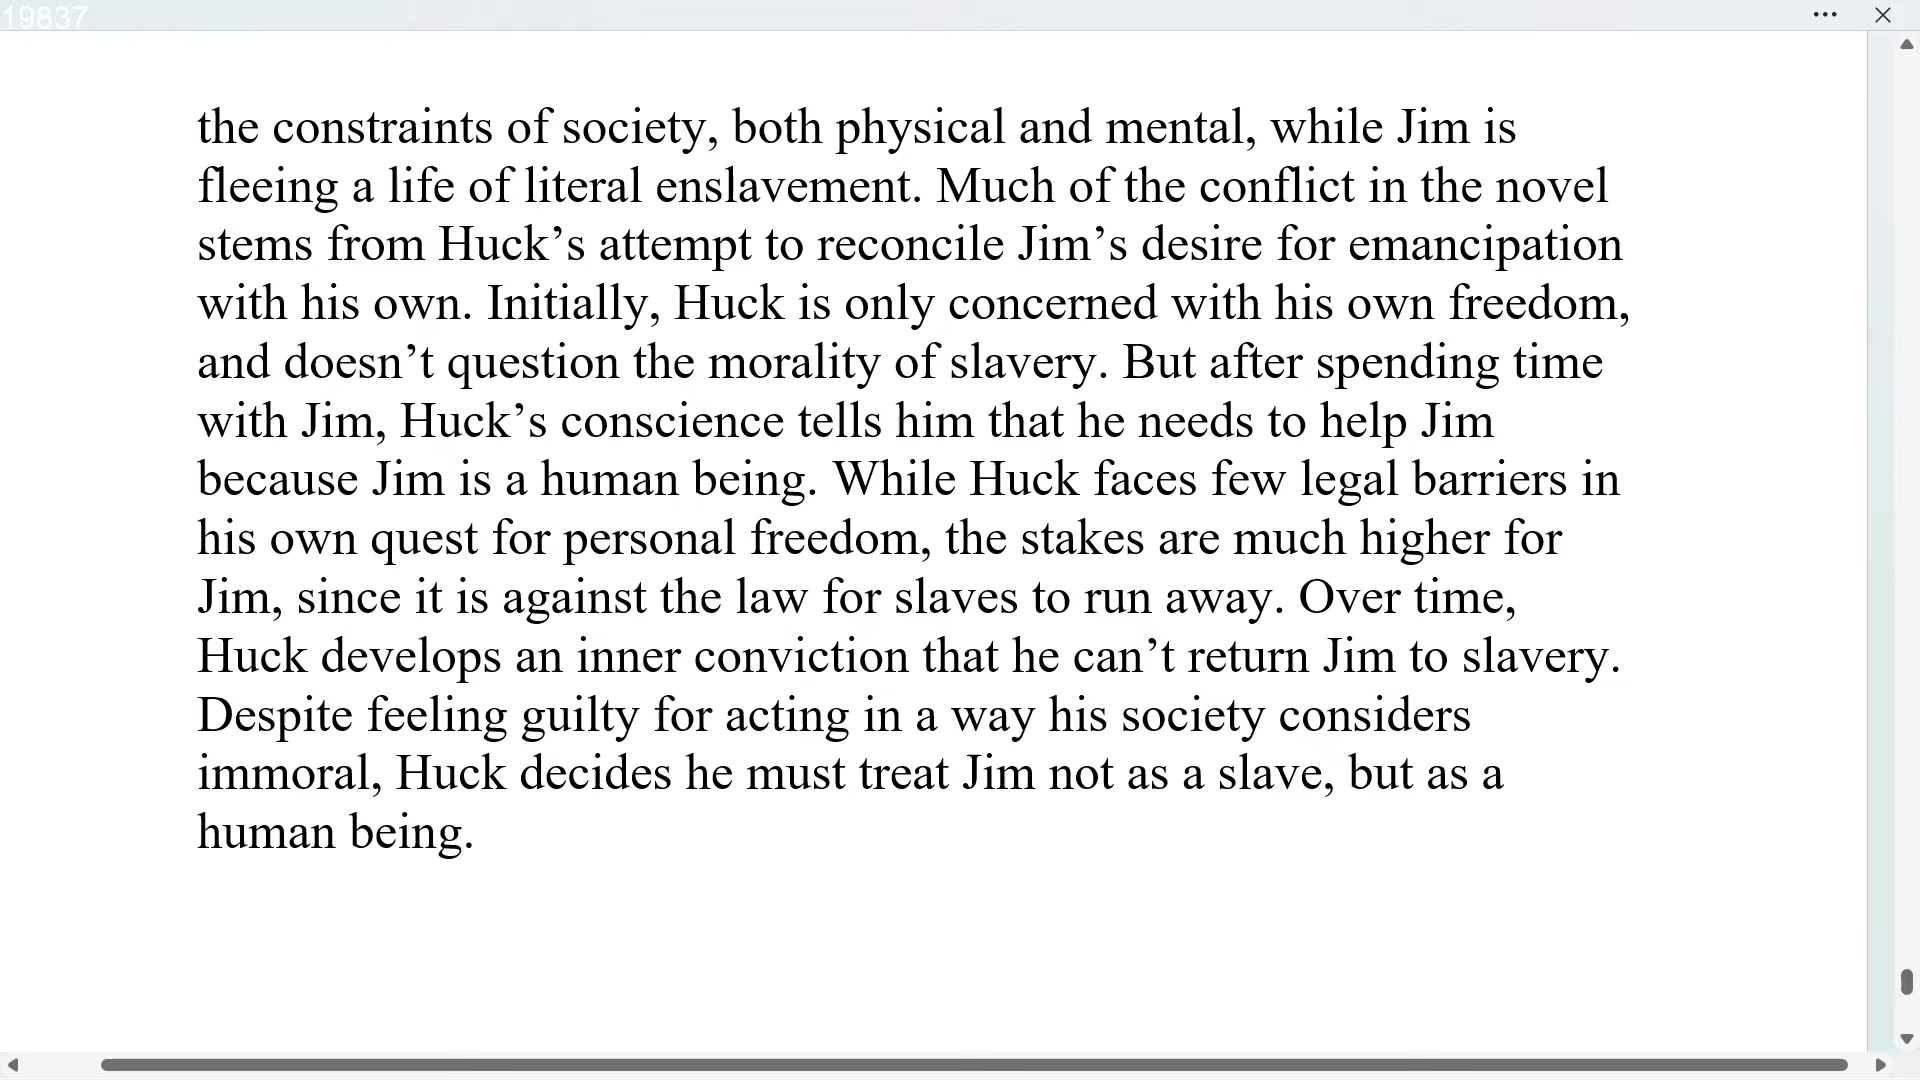 19837
the constraints of society, both physical and mental, while Jim is
fleeing a life of literal enslavement. Much of the conflict in the novel
stems from Huck’s attempt to reconcile Jim’s desire for emancipation
with his own. Initially, Huck is only concerned with his own freedom,
and doesn’t question the morality of slavery. But after spending time
with Jim, Huck’s conscience tells him that he needs to help Jim
because Jim is a human being. While Huck faces few legal barriers in
his own quest for personal freedom, the stakes are much higher for
Jim, since it is against the law for slaves to run away. Over time,
Huck develops an inner conviction that he can’t return Jim to slavery.
Despite feeling guilty for acting in a way his society considers
immoral, Huck decides he must treat Jim not as a slave, but as a
human being.